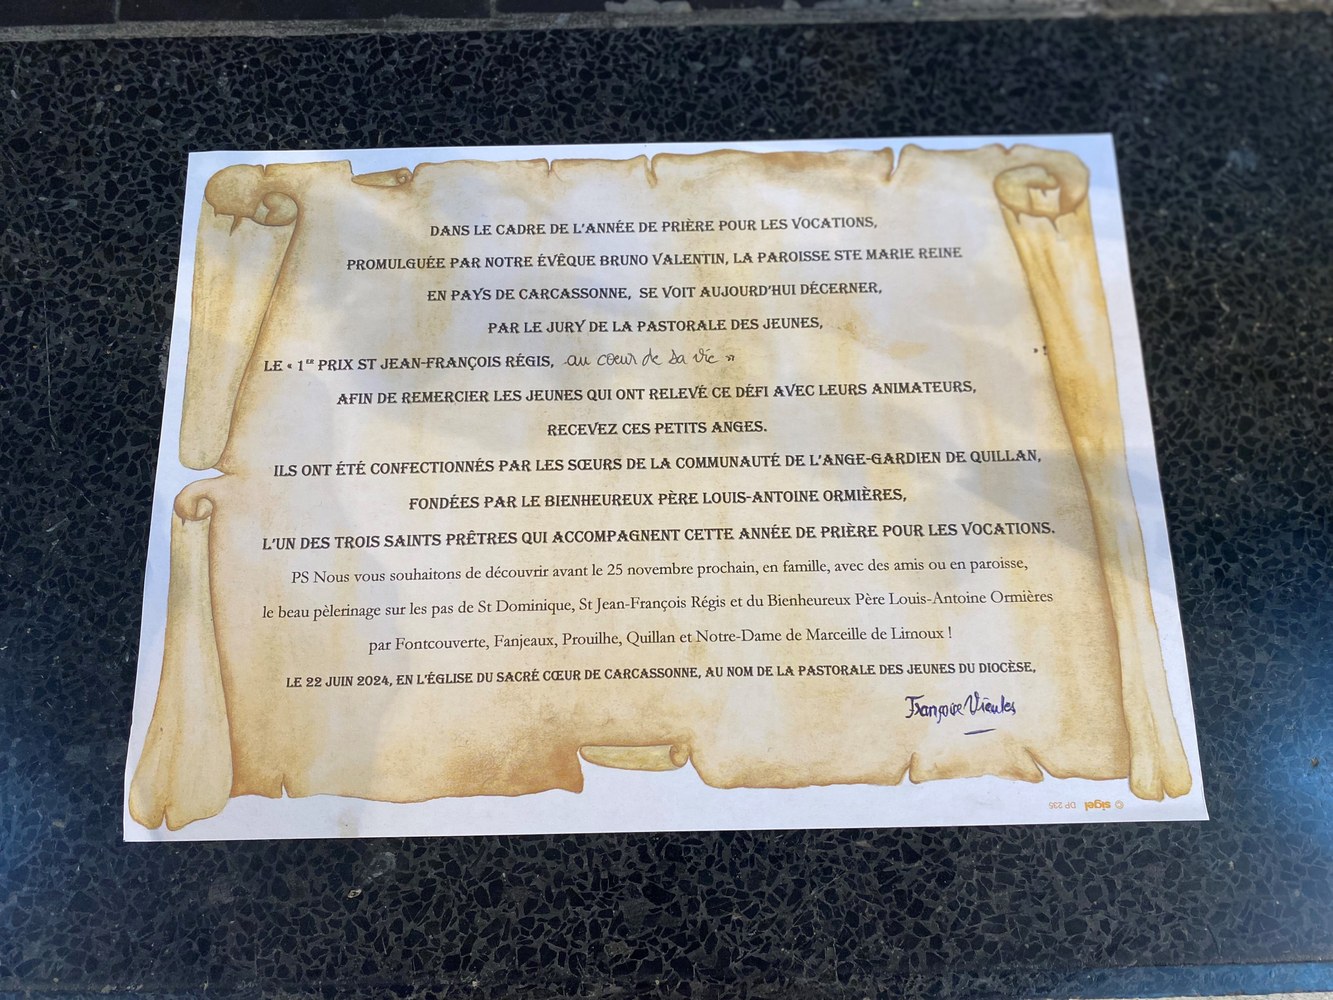 DANS LE CADRE DE L'ANNÉE DE PRIÈRE POUR LES VOCATIONS,
PROMULGUÉE PAR NOTRE ÉVÊQUE BRUNO VALENTIN, LA PAROISSE STE MARIE REINE
EN PAYS DE CARCASSONNE, SE VOIT AUJOURD'HUI DÉCERNER,
PAR LE JURY DE LA PASTORALE DES JEUNES,
LE « 1ER PRIX ST JEAN-FRANÇOIS RÉGIS, au coeur de sa vie »
AFIN DE REMERCIER LES JEUNES QUI ONT RELEVÉ CE DÉFI AVEC LEURS ANIMATEURS,
RECEVEZ CES PETITS ANGES.
ILS ONT ÉTÉ CONFECTIONNÉS PAR LES SŒURS DE LA COMMUNAUTÉ DE L'ANGE-GARDIEN DE QUILLAN,
FONDÉES PAR LE BIENHEUREUX PÈRE LOUIS-ANTOINE ORMIÈRES,
L'UN DES TROIS SAINTS PRÊTRES QUI ACCOMPAGNENT CETTE ANNÉE DE PRIÈRE POUR LES VOCATIONS.
PS Nous vous souhaitons de découvrir avant le 25 novembre prochain, en famille, avec des amis ou en paroisse,
le beau pèlerinage sur les pas de St Dominique, St Jean-François Régis et du Bienheureux Père Louis-Antoine Ormières
par Fontcouverte, Fanjeaux, Prouilhe, Quillan et Notre-Dame de Marceille de Limoux !
LE 22 JUIN 2024, EN L'ÉGLISE DU SACRÉ CŒUR DE CARCASSONNE, AU NOM DE LA PASTORALE DES JEUNES DU DIOCÈSE,
© sigel DP 235